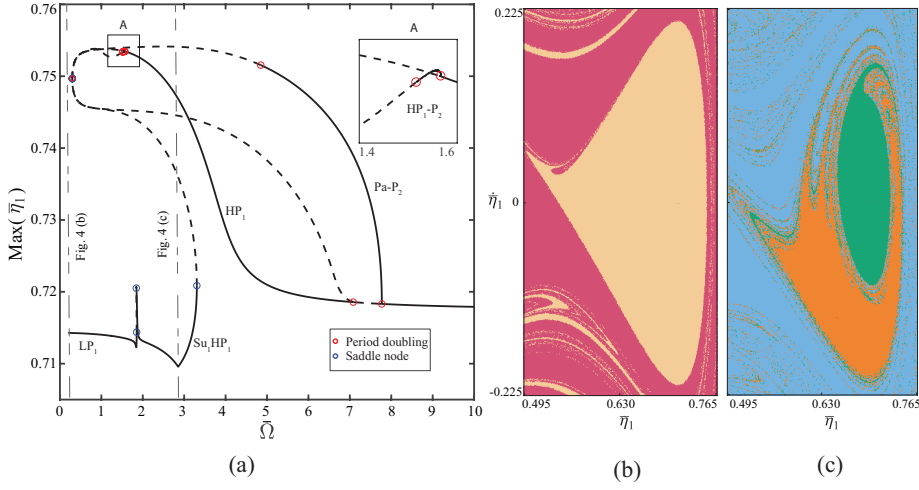 A
0.76
0.75
0.74
0.73
0.72
0.71
Max( η̄₁ )
Fig. 4 (b)
Fig. 4 (c)
A
HP₁-P₂
1.4
1.6
Pa-P₂
HP₁
LP₁
Su₁HP₁
Period doubling
Saddle node
0 1 2 3 4 5 6 7 8 9 10
Ω̄
(a)
0.225
η̄̇₁ 0
-0.225
0.495 0.630 0.765
η̄₁
(b)
0.495 0.630 0.765
η̄₁
(c)